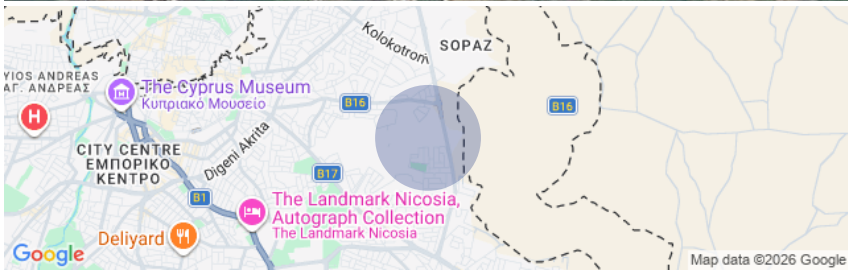 Kolokotroni
SOPAZ
YIOS ANDREAS
ΑΓ. ΑΝΔΡΕΑΣ
The Cyprus Museum
Κυπριακό Μουσείο
B16
B16
H
CITY CENTRE
ΕΜΠΟΡΙΚΟ
ΚΕΝΤΡΟ
Digeni Akrita
B17
B1
The Landmark Nicosia,
Autograph Collection
The Landmark Nicosia
Deliyard
Google
Map data ©2026 Google